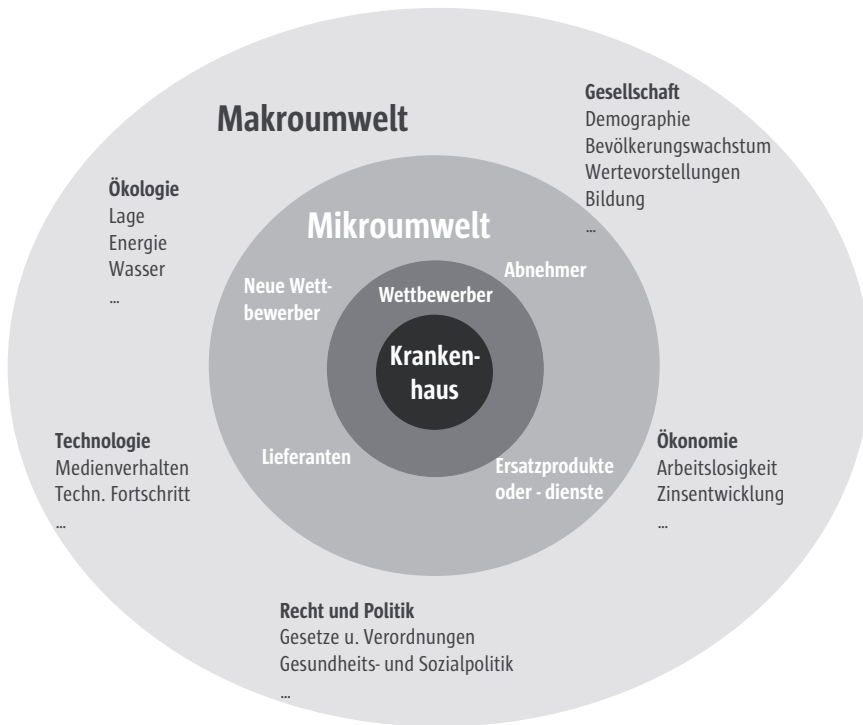 Makroumwelt
Gesellschaft
Demographie
Bevölkerungswachstum
Wertevorstellungen
Bildung
...
Ökologie
Lage
Energie
Wasser
...
Mikroumwelt
Neue Wett-
bewerber
Wettbewerber
Abnehmer
Kranken-
haus
Lieferanten
Ersatzprodukte
oder - dienste
Technologie
Medienverhalten
Techn. Fortschritt
...
Ökonomie
Arbeitslosigkeit
Zinsentwicklung
...
Recht und Politik
Gesetze u. Verordnungen
Gesundheits- und Sozialpolitik
...